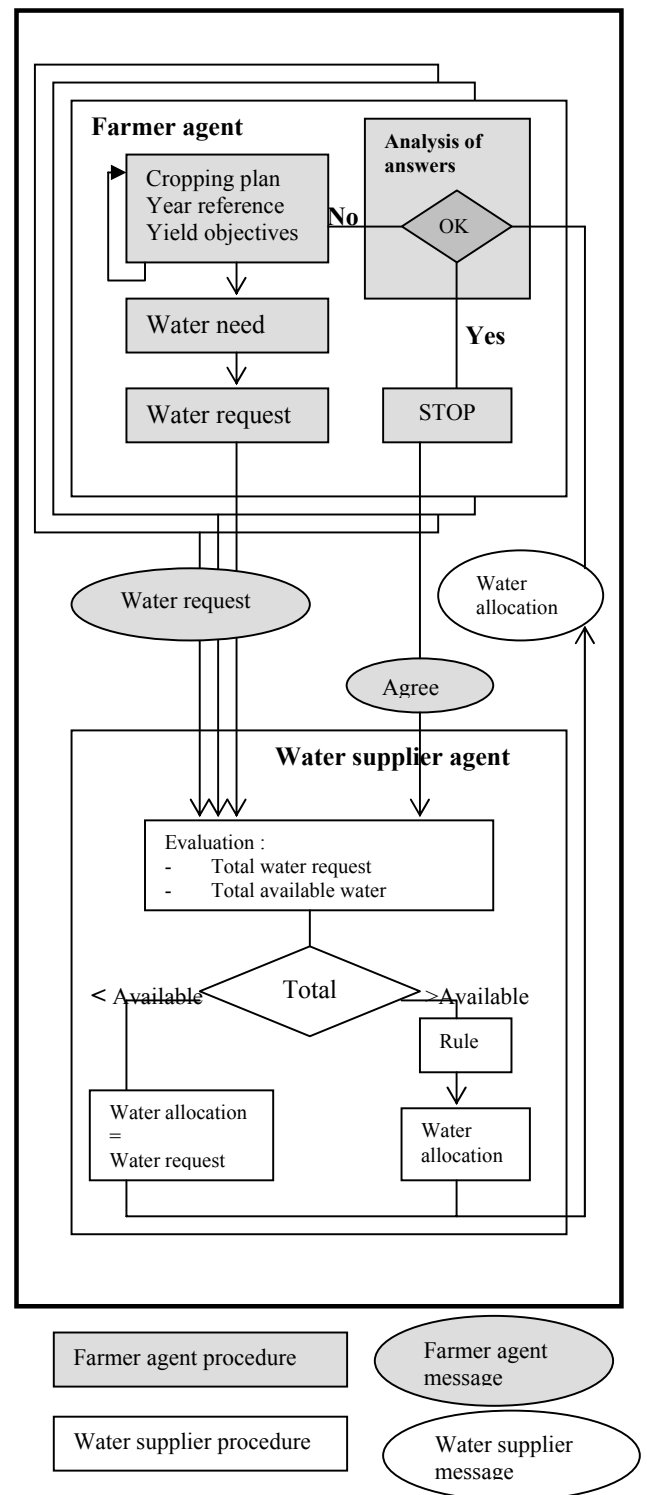 Farmer agent
Cropping plan
Year reference
Yield objectives
Water need
Water request
Analysis of
answers
OK
No
Yes
STOP
Water request
Water
allocation
Agree
Water supplier agent
Evaluation :
- Total water request
- Total available water
Total
< Available
>Available
Rule
Water allocation
=
Water request
Water
allocation
Farmer agent procedure
Farmer agent
message
Water supplier procedure
Water supplier
message